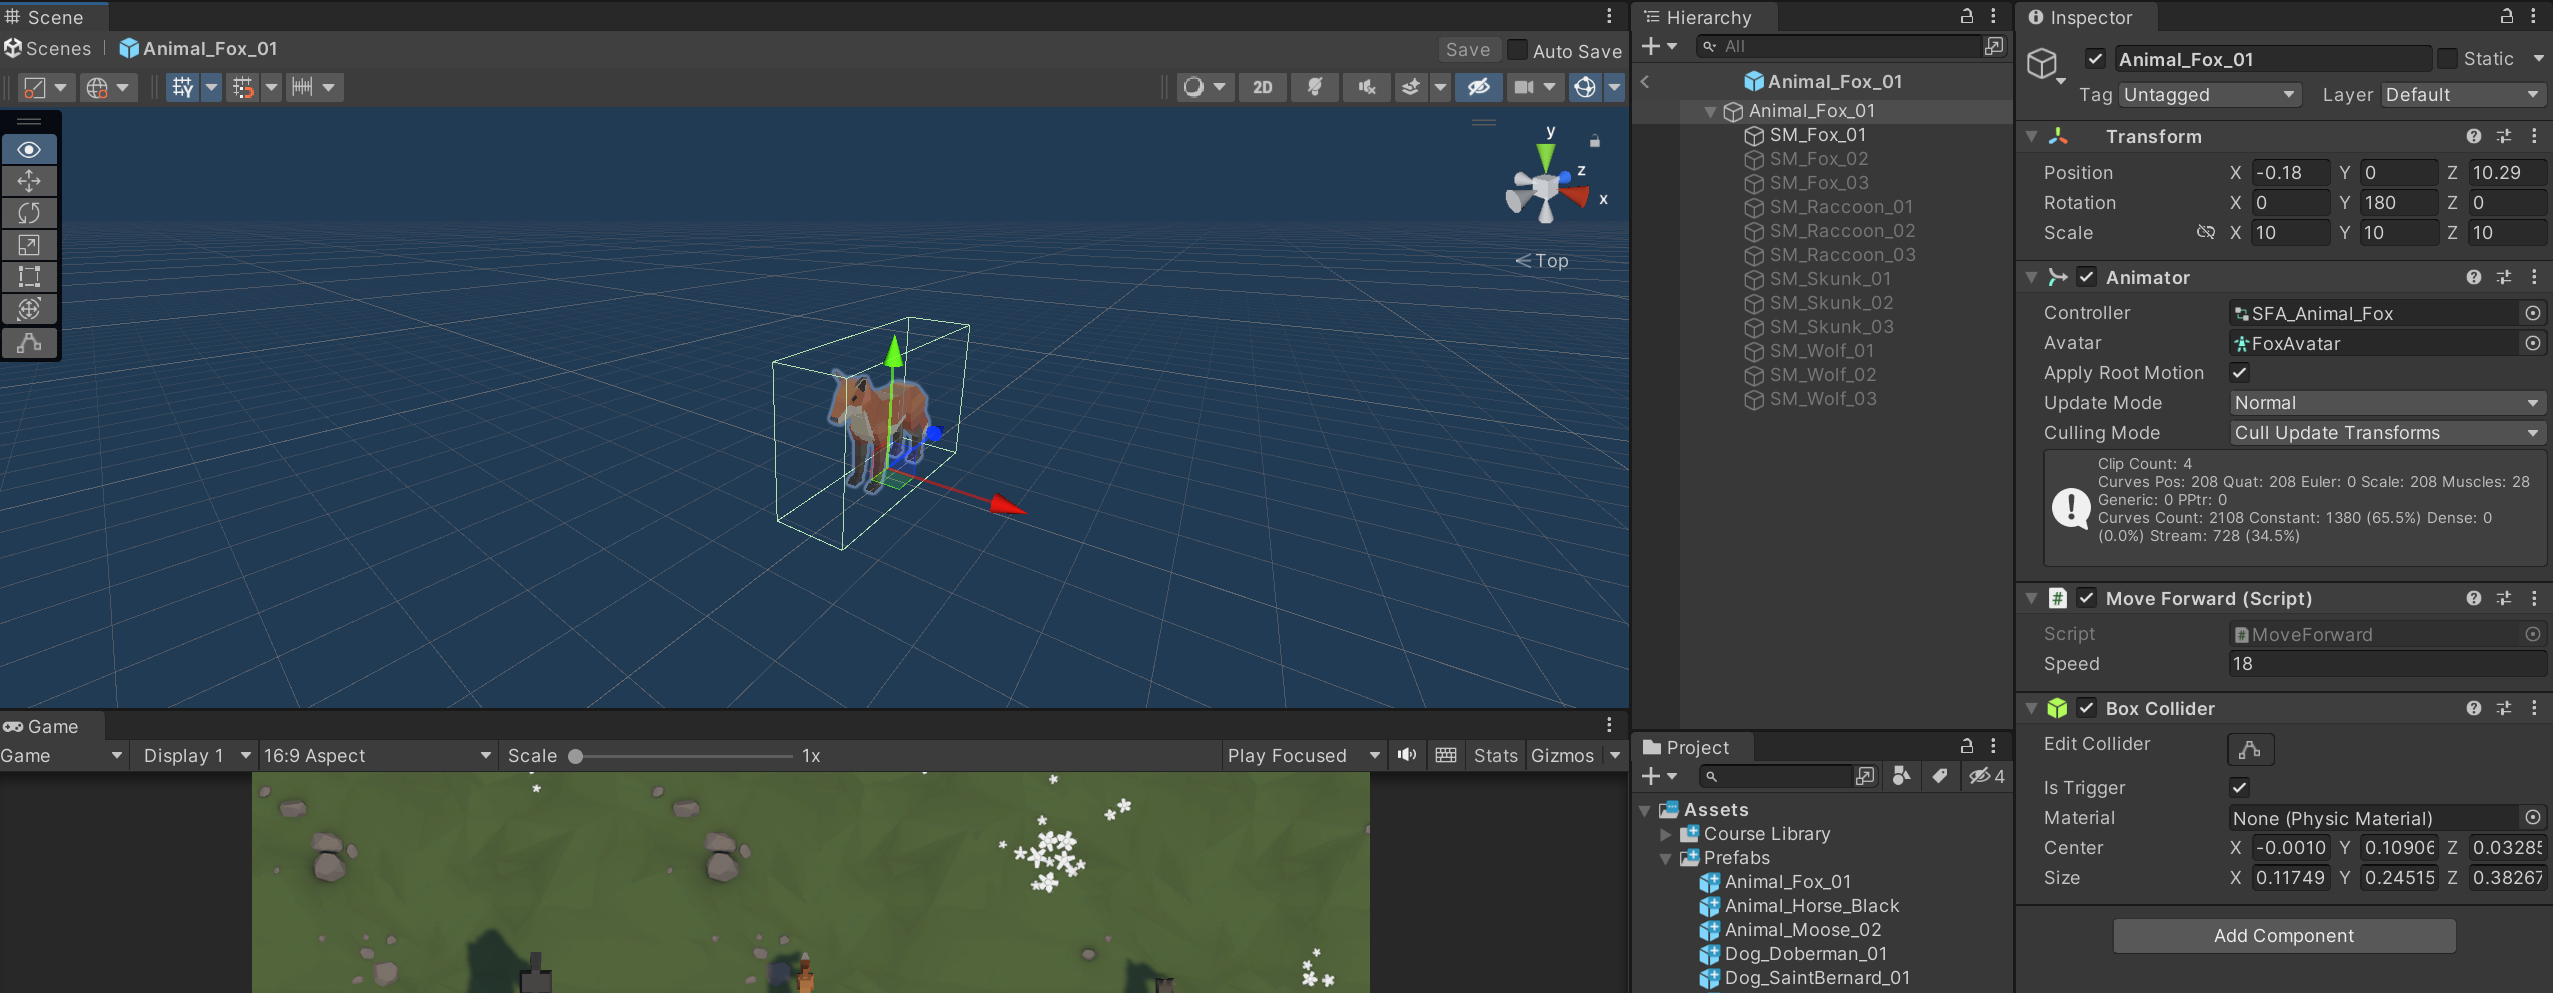 Scene
Scenes Animal_Fox_01 Save Auto Save
2D
y
z
x
Top
Game
Game Display 1 16:9 Aspect Scale 1x Play Focused Stats Gizmos
Hierarchy
All
Animal_Fox_01
Animal_Fox_01
SM_Fox_01
SM_Fox_02
SM_Fox_03
SM_Raccoon_01
SM_Raccoon_02
SM_Raccoon_03
SM_Skunk_01
SM_Skunk_02
SM_Skunk_03
SM_Wolf_01
SM_Wolf_02
SM_Wolf_03
Project
4
Assets
Course Library
Prefabs
Animal_Fox_01
Animal_Horse_Black
Animal_Moose_02
Dog_Doberman_01
Dog_SaintBernard_01
Inspector
Animal_Fox_01 Static
Tag Untagged Layer Default
Transform
Position X -0.18 Y 0 Z 10.29
Rotation X 0 Y 180 Z 0
Scale X 10 Y 10 Z 10
Animator
Controller SFA_Animal_Fox
Avatar FoxAvatar
Apply Root Motion
Update Mode Normal
Culling Mode Cull Update Transforms
Clip Count: 4
Curves Pos: 208 Quat: 208 Euler: 0 Scale: 208 Muscles: 28
Generic: 0 PPtr: 0
Curves Count: 2108 Constant: 1380 (65.5%) Dense: 0
(0.0%) Stream: 728 (34.5%)
# Move Forward (Script)
Script # MoveForward
Speed 18
Box Collider
Edit Collider
Is Trigger
Material None (Physic Material)
Center X -0.0010 Y 0.10906 Z 0.03285
Size X 0.11749 Y 0.24515 Z 0.38267
Add Component